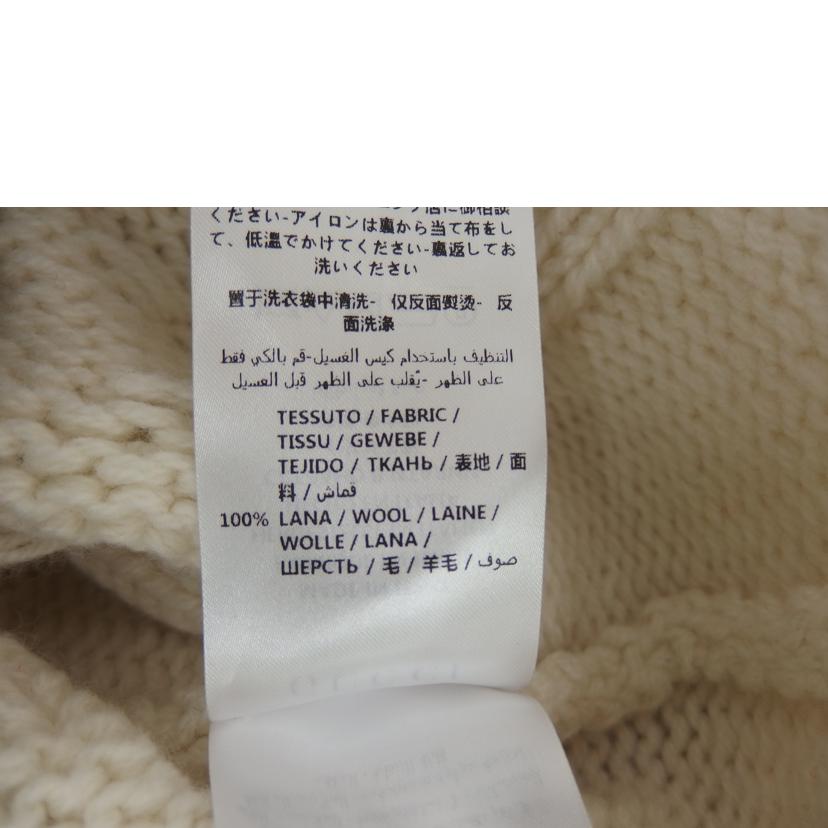 ください-アイロンは裏から当て布をし
て、低温でかけてください-裏返してお
洗いください
置于洗衣袋中清洗- 仅反面熨烫- 反
面洗涤
التنظيف باستخدام كيس الغسيل-قم بالكي فقط
على الظهر -يُقلب على الظهر قبل الغسيل
TESSUTO / FABRIC /
TISSU / GEWEBE /
TEJIDO / ТКАНЬ / 表地 / 面
料 / قماش
100% LANA / WOOL / LAINE /
WOLLE / LANA /
ШЕРСТЬ / 毛 / 羊毛 / صوف